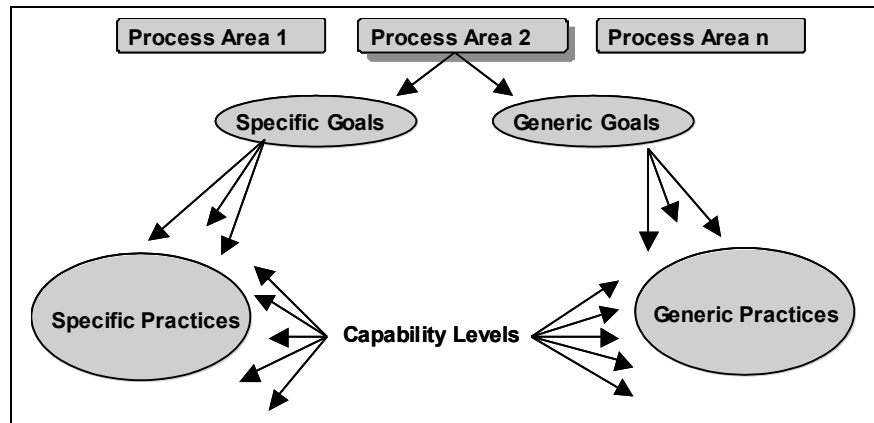 Process Area 1
Process Area 2
Process Area n
Specific Goals
Generic Goals
Specific Practices
Capability Levels
Generic Practices